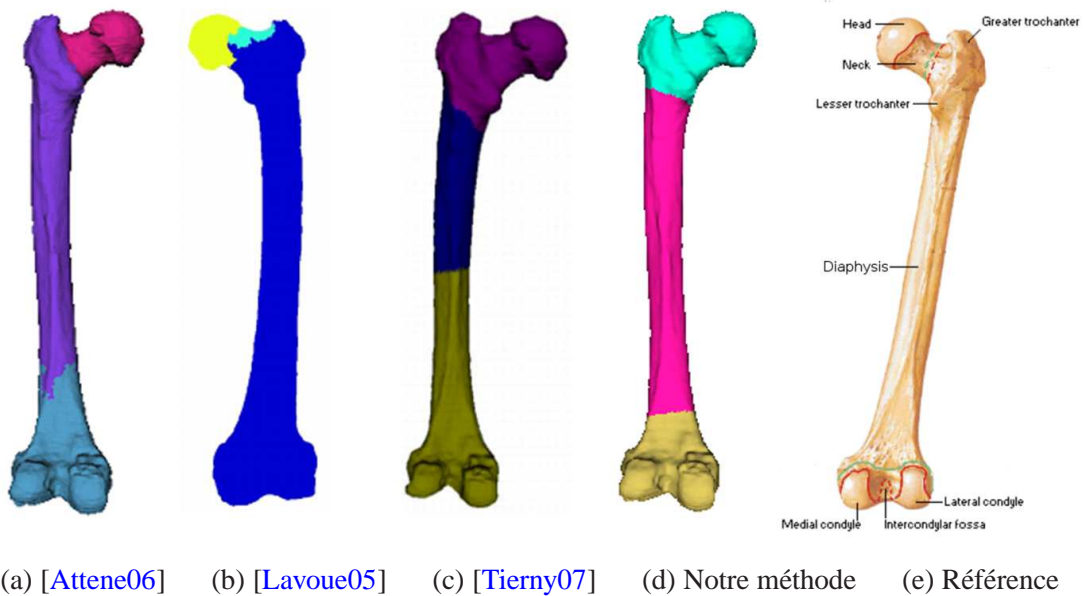 Head
Greater trochanter
Neck
Lesser trochanter
Diaphysis
Lateral condyle
Medial condyle
Intercondylar fossa
(a) [Attene06] (b) [Lavoue05] (c) [Tierny07] (d) Notre méthode (e) Référence